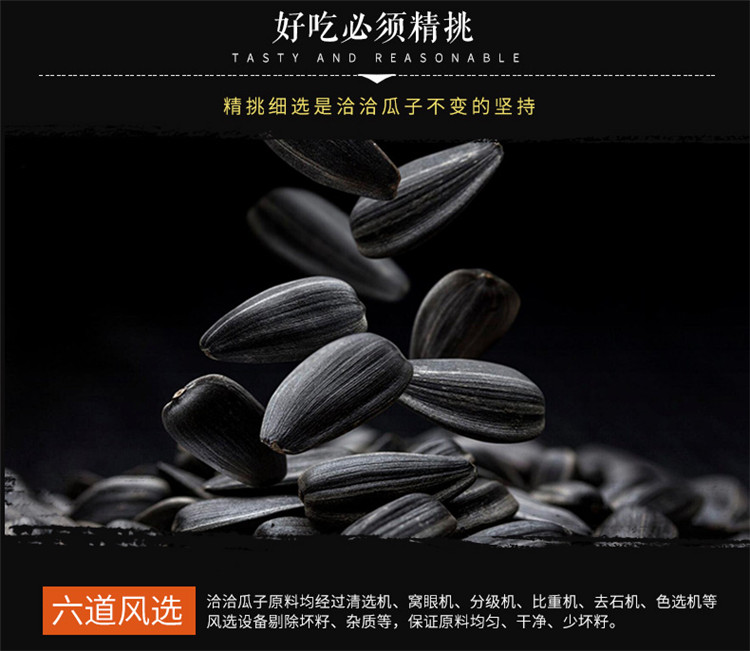 好吃必须精挑
TASTY AND REASONABLE
精挑细选是洽洽瓜子不变的坚持
六道风选
洽洽瓜子原料均经过清选机、窝眼机、分级机、比重机、去石机、色选机等
风选设备剔除坏籽、杂质等，保证原料均匀、干净、少坏籽。